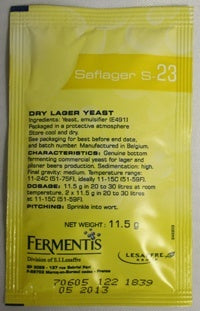 Saflager S-23
DRY LAGER YEAST
Ingredients: Yeast, emulsifier (E491)
Packaged in a protective atmosphere
Store cool and dry.
See packaging for best before end date,
and batch number. Manufactured in Belgium.
CHARACTERISTICS: Genuine bottom
fermenting commercial yeast for lager and
pilsner beers production. Sedimentation: high.
Final gravity: medium. Temperature range:
11-24C (51-75F), ideally 11-15C (51-59F).
DOSAGE: 11.5 g in 20 to 30 litres at room
temperature. 2 x 11.5 g in 20 to 30 litres
at 11-15C (51-59F).
PITCHING: Sprinkle into wort.
NET WEIGHT: 11.5 g
FERMENTIS
Division of S.I.Lesaffre
LESAFFRE
70605 122 1839
05 2013